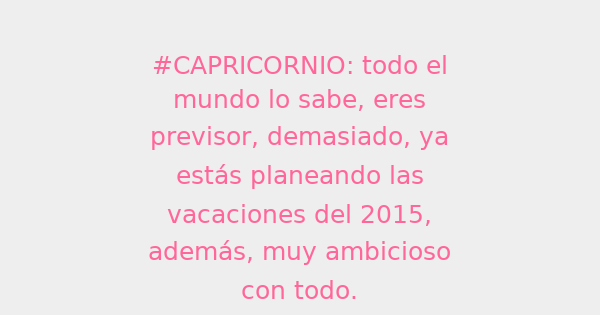 #CAPRICORNIO: todo el
mundo lo sabe, eres
previsor, demasiado, ya
estás planeando las
vacaciones del 2015,
además, muy ambicioso
con todo.